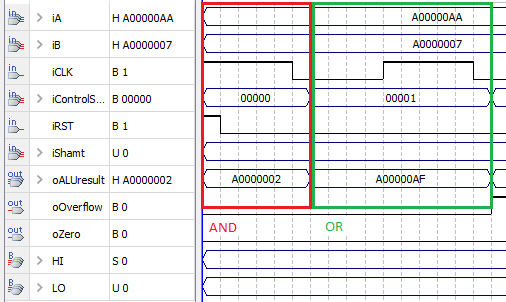 in iA H A00000AA A00000AA
in iB H A0000007 A0000007
in iCLK B 1
in iControlS... B 00000 00000 00001
in iRST B 1
in iShamt U 0
out oALUresult H A0000002 A0000002 A00000AF
out oOverflow B 0
out oZero B 0 AND OR
B HI S 0
B LO U 0